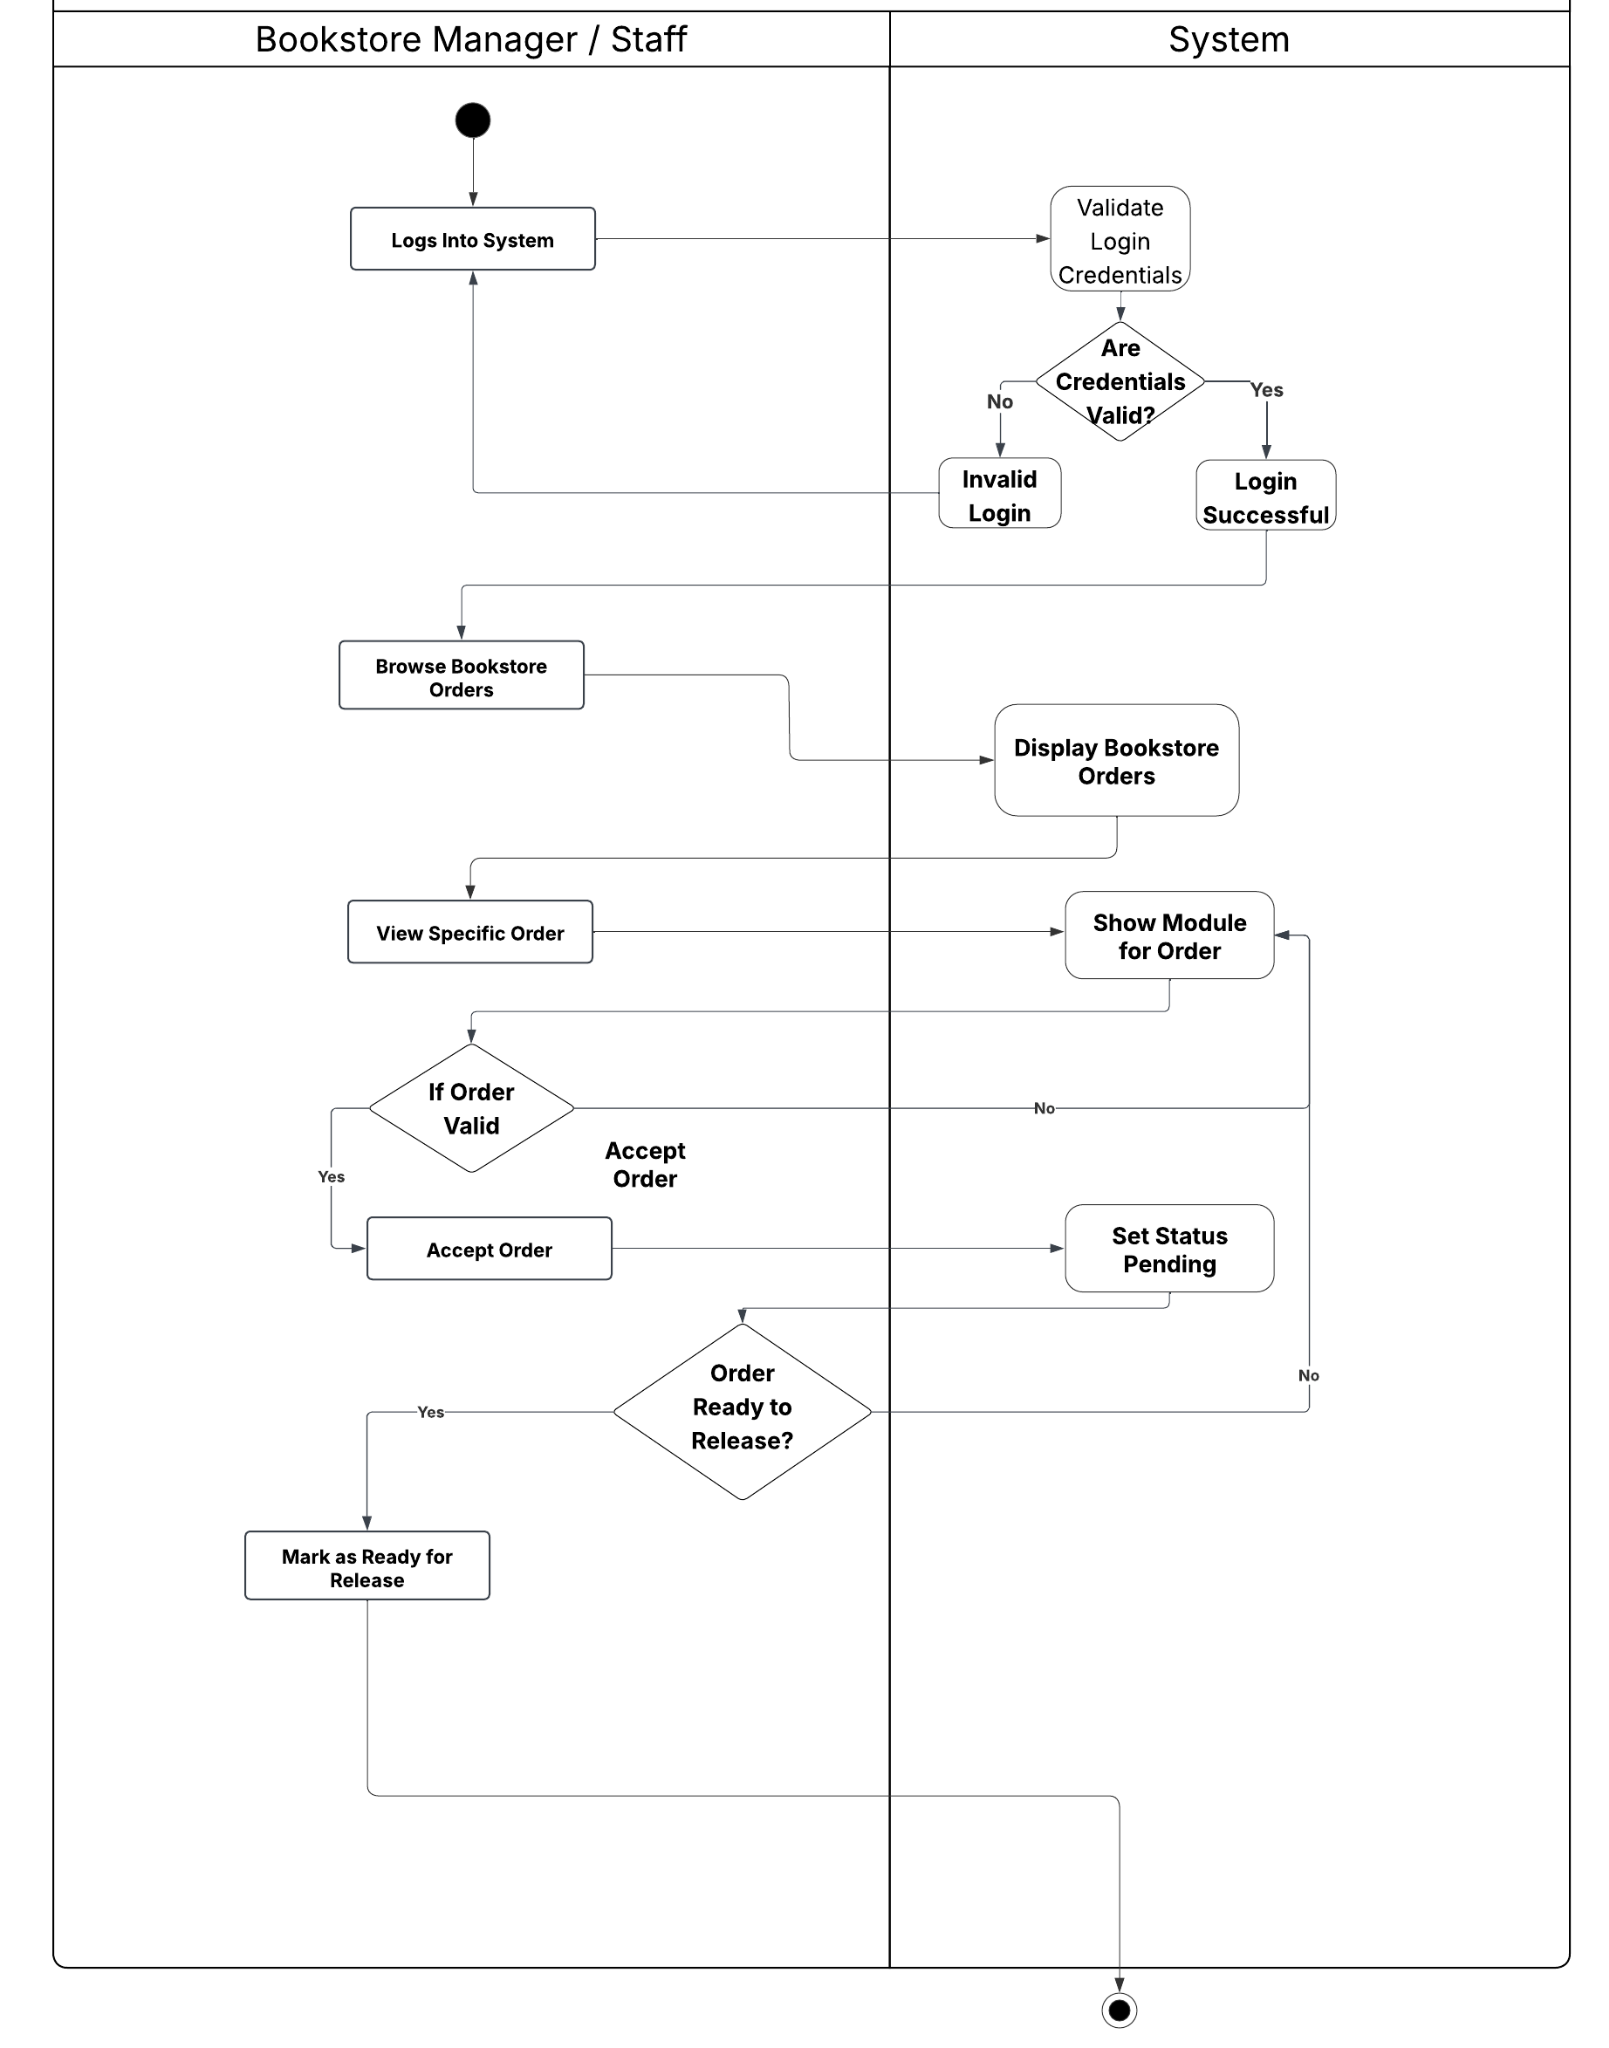 Bookstore Manager / Staff
System
Logs Into System
Validate
Login
Credentials
Are
Credentials
Valid?
No
Yes
Invalid
Login
Login
Successful
Browse Bookstore
Orders
Display Bookstore
Orders
View Specific Order
Show Module
for Order
If Order
Valid
No
Accept
Order
Yes
Accept Order
Set Status
Pending
Order
Ready to
Release?
No
Yes
Mark as Ready for
Release